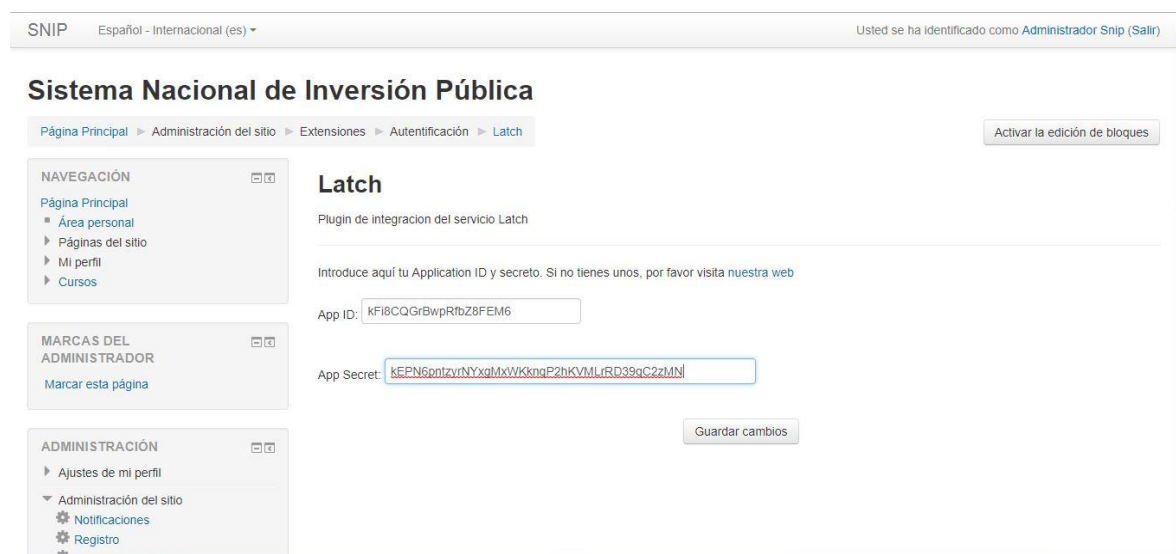 SNIP Español - Internacional (es) Usted se ha identificado como Administrador Snip (Salir)
Sistema Nacional de Inversión Pública
Página Principal Administración del sitio Extensiones Autentificación Latch
Activar la edición de bloques
NAVEGACIÓN
Página Principal
Área personal
Páginas del sitio
Mi perfil
Cursos
MARCAS DEL
ADMINISTRADOR
Marcar esta página
ADMINISTRACIÓN
Ajustes de mi perfil
Administración del sitio
Notificaciones
Registro
Latch
Plugin de integracion del servicio Latch
Introduce aquí tu Application ID y secreto. Si no tienes unos, por favor visita nuestra web
App ID: kFi8CQGrBwpRfbZ8FEM6
App Secret: kEPN6pntzyrNYxgMxWKknqP2hKVMLrRD39qC2zMN
Guardar cambios